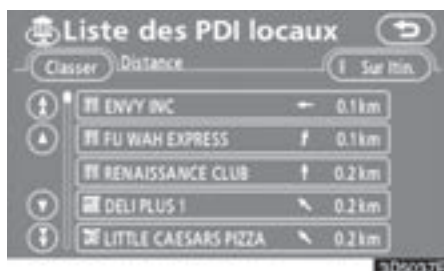 Liste des PDI locaux
Classer Distance Sur Itin.
ENVY INC 0.1km
FU WAH EXPRESS 0.1km
RENAISSANCE CLUB 0.2km
DELI PLUS 1 0.2km
LITTLE CAESARS PIZZA 0.2km